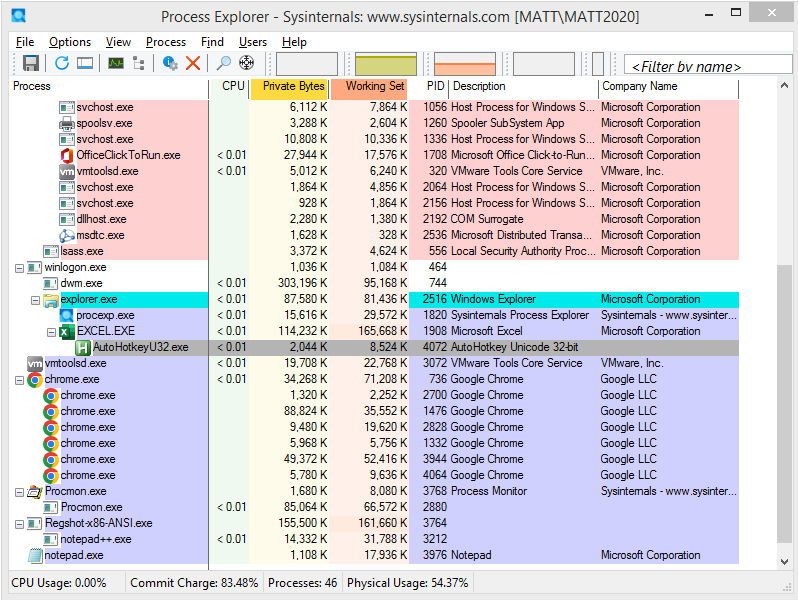 Process Explorer - Sysinternals: www.sysinternals.com [MATT\MATT2020]
File Options View Process Find Users Help
<Filter by name>
Process CPU Private Bytes Working Set PID Description Company Name
svchost.exe 6,112 K 7,864 K 1056 Host Process for Windows S... Microsoft Corporation
spoolsv.exe 3,288 K 2,604 K 1260 Spooler SubSystem App Microsoft Corporation
svchost.exe 10,808 K 10,336 K 1336 Host Process for Windows S... Microsoft Corporation
OfficeClickToRun.exe < 0.01 27,944 K 17,576 K 1708 Microsoft Office Click-to-Run... Microsoft Corporation
vmtoolsd.exe < 0.01 5,012 K 6,240 K 320 VMware Tools Core Service VMware, Inc.
svchost.exe 1,864 K 4,856 K 2064 Host Process for Windows S... Microsoft Corporation
svchost.exe 928 K 1,864 K 2156 Host Process for Windows S... Microsoft Corporation
dllhost.exe 2,280 K 1,380 K 2192 COM Surrogate Microsoft Corporation
msdtc.exe 1,628 K 328 K 2536 Microsoft Distributed Transa... Microsoft Corporation
lsass.exe 3,372 K 4,624 K 556 Local Security Authority Proc... Microsoft Corporation
winlogon.exe 1,036 K 1,084 K 464
dwm.exe < 0.01 303,196 K 95,168 K 744
explorer.exe < 0.01 87,580 K 81,436 K 2516 Windows Explorer Microsoft Corporation
procexp.exe < 0.01 15,616 K 29,572 K 1820 Sysinternals Process Explorer Sysinternals - www.sysinter...
EXCEL.EXE < 0.01 114,232 K 165,668 K 1908 Microsoft Excel Microsoft Corporation
AutoHotkeyU32.exe < 0.01 2,044 K 8,524 K 4072 AutoHotkey Unicode 32-bit
vmtoolsd.exe < 0.01 19,708 K 22,768 K 3072 VMware Tools Core Service VMware, Inc.
chrome.exe < 0.01 34,268 K 71,208 K 736 Google Chrome Google LLC
chrome.exe 1,320 K 2,252 K 2700 Google Chrome Google LLC
chrome.exe 88,824 K 35,552 K 1476 Google Chrome Google LLC
chrome.exe 9,480 K 19,620 K 2828 Google Chrome Google LLC
chrome.exe 5,968 K 5,756 K 1332 Google Chrome Google LLC
chrome.exe 49,372 K 52,416 K 3944 Google Chrome Google LLC
chrome.exe 5,780 K 9,636 K 4064 Google Chrome Google LLC
Procmon.exe 1,680 K 8,080 K 3768 Process Monitor Sysinternals - www.sysinter...
Procmon.exe < 0.01 85,064 K 66,572 K 2880
Regshot-x86-ANSI.exe 155,500 K 161,660 K 3764
notepad++.exe < 0.01 14,332 K 31,788 K 3212
notepad.exe 1,108 K 17,936 K 3976 Notepad Microsoft Corporation
CPU Usage: 0.00% Commit Charge: 83.48% Processes: 46 Physical Usage: 54.37%